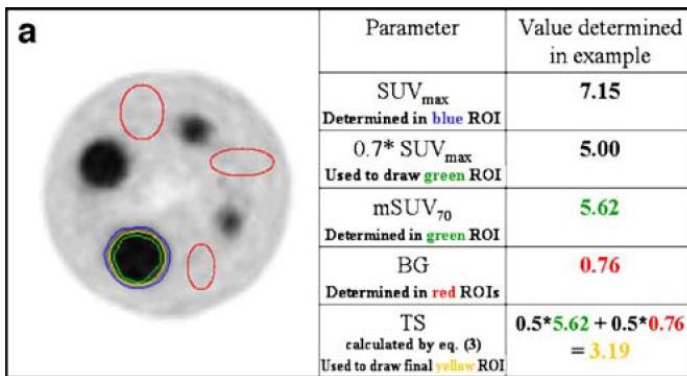 a
Parameter Value determined
in example
SUVmax 7.15
Determined in blue ROI
0.7* SUVmax 5.00
Used to draw green ROI
mSUV70 5.62
Determined in green ROI
BG 0.76
Determined in red ROIs
TS 0.5*5.62 + 0.5*0.76
calculated by eq. (3)
Used to draw final yellow ROI = 3.19